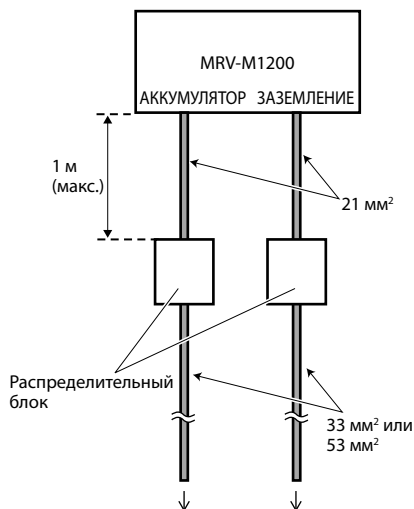 MRV-M1200
АККУМУЛЯТОР ЗАЗЕМЛЕНИЕ
1 м
(макс.)
21 мм²
Распределительный
блок
33 мм² или
53 мм²